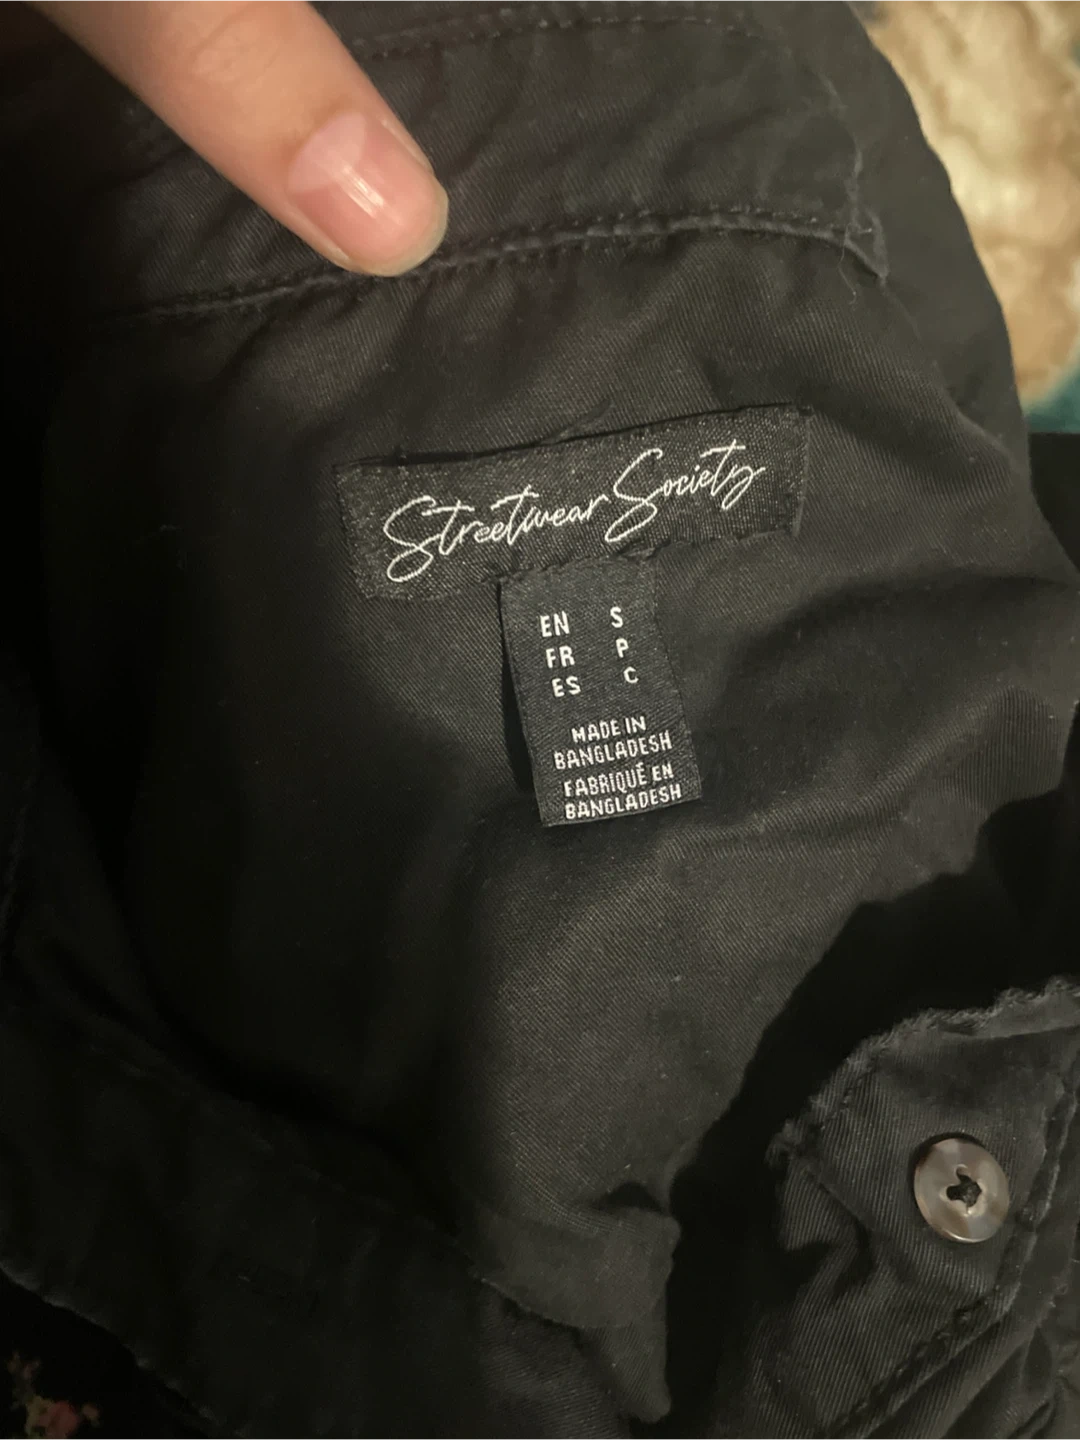 Streetwear Society
EN S
FR P
ES C
MADE IN
BANGLADESH
FABRIQUÉ EN
BANGLADESH